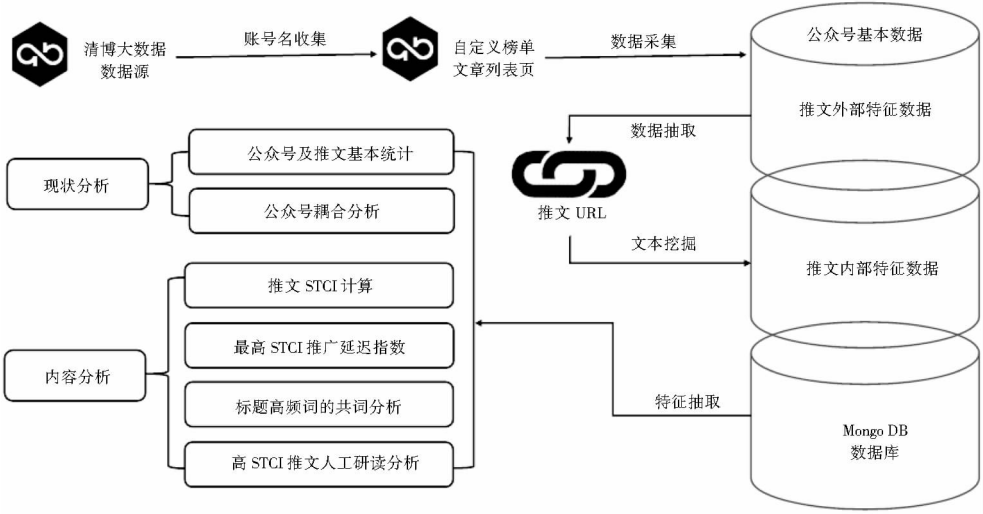 清博大数据
数据源
账号名收集
自定义榜单
文章列表页
数据采集
公众号基本数据
推文外部特征数据
数据抽取
推文 URL
文本挖掘
推文内部特征数据
公众号及推文基本统计
现状分析
公众号耦合分析
推文 STCI 计算
最高 STCI 推广延迟指数
内容分析
标题高频词的共词分析
高 STCI 推文人工研读分析
特征抽取
Mongo DB
数据库